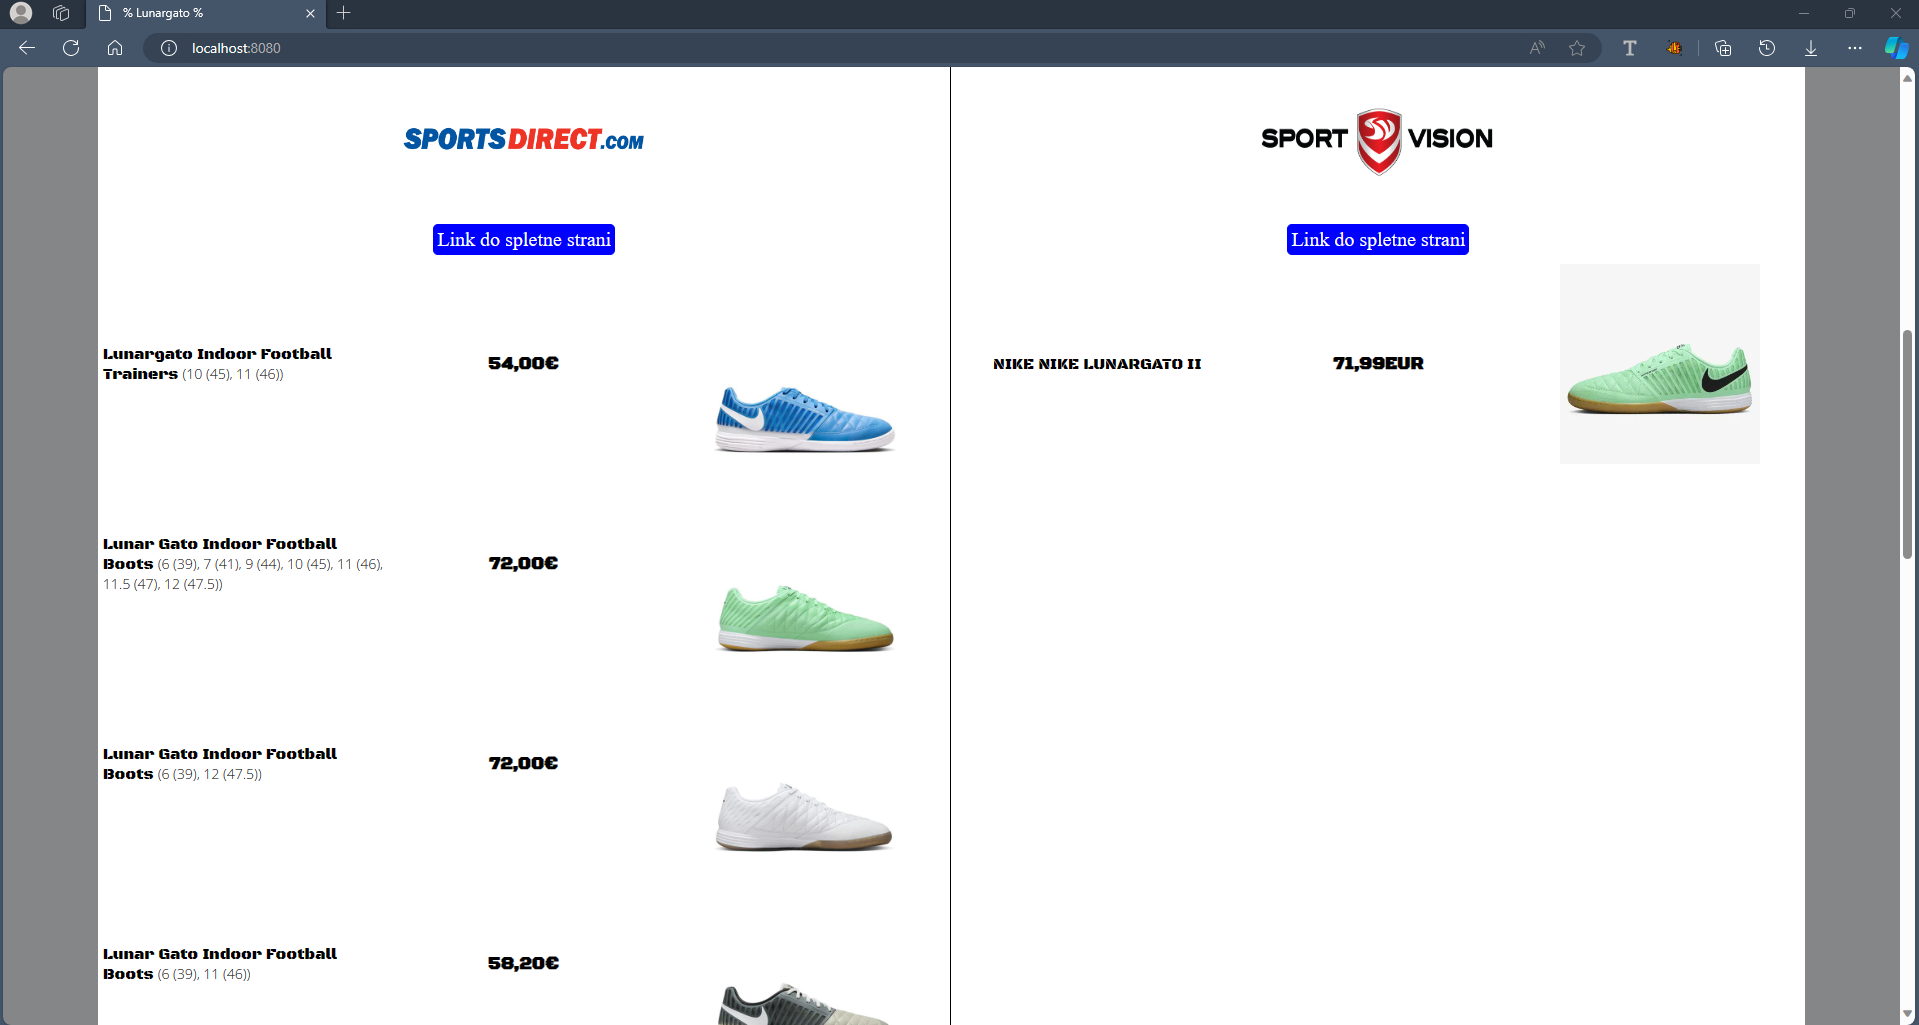 % Lunargato %
localhost:8080
SPORTSDIRECT.COM
Link do spletne strani
Lunargato Indoor Football
Trainers (10 (45), 11 (46))
54,00€
Lunar Gato Indoor Football
Boots (6 (39), 7 (41), 9 (44), 10 (45), 11 (46),
11.5 (47), 12 (47.5))
72,00€
Lunar Gato Indoor Football
Boots (6 (39), 12 (47.5))
72,00€
Lunar Gato Indoor Football
Boots (6 (39), 11 (46))
58,20€
SPORT VISION
Link do spletne strani
NIKE NIKE LUNARGATO II
71,99EUR